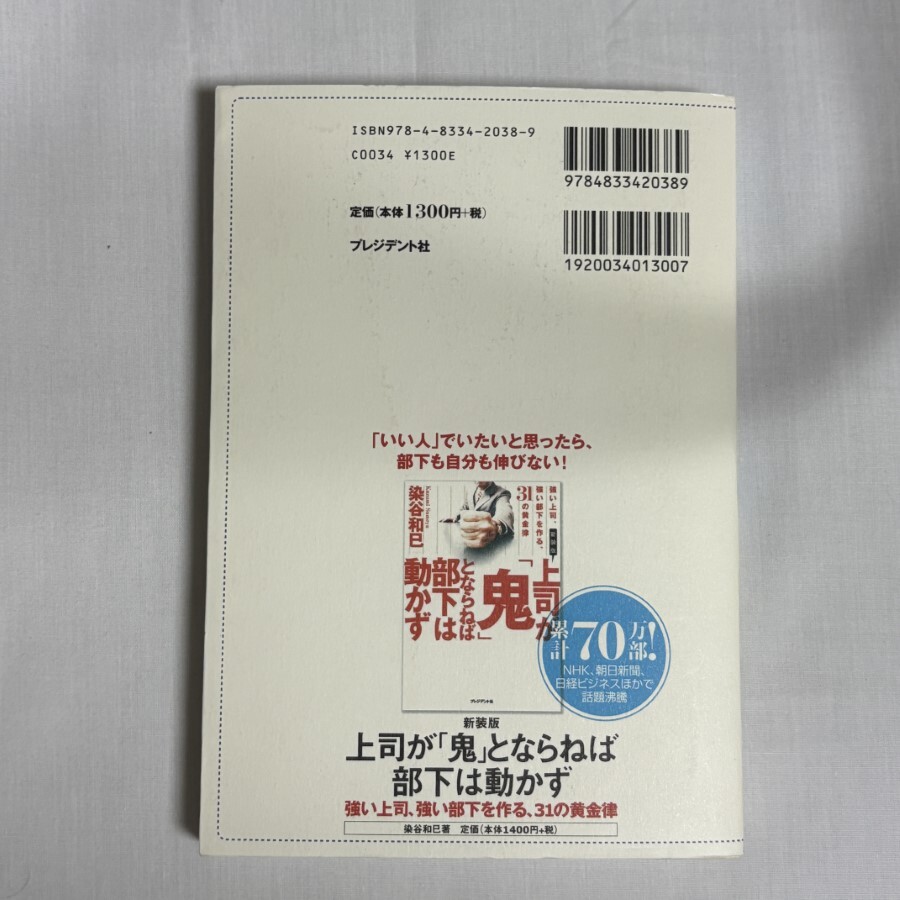 ISBN978-4-8334-2038-9
C0034 ¥1300E
定価(本体1300円+税)
プレジデント社
9784833420389
1920034013007
「いい人」でいたいと思ったら、
部下も自分も伸びない!
強い上司、
強い部下を作る、
31の黄金律
新装版
上司が
「鬼」
とならねば
部下は
動かず
染谷和巳
Kazumi Someya
プレジデント社
累計70万部!
NHK、朝日新聞、
日経ビジネスほかで
話題沸騰
新装版
上司が「鬼」とならねば
部下は動かず
強い上司、強い部下を作る、31の黄金律
染谷和巳著 定価(本体1400円+税)